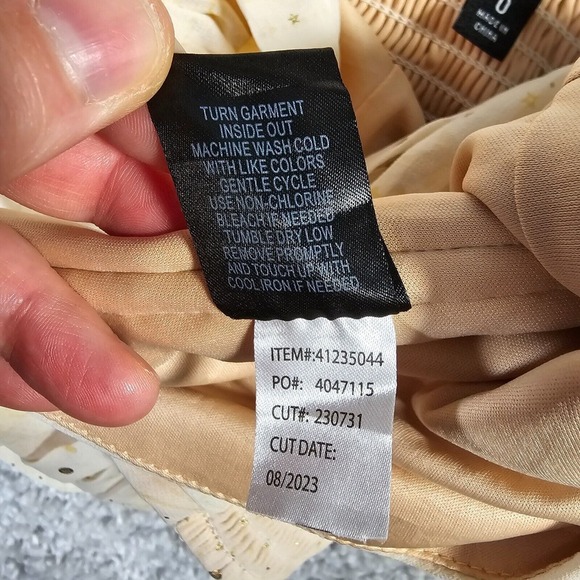 0
MADE IN
CHINA
TURN GARMENT
INSIDE OUT
MACHINE WASH COLD
WITH LIKE COLORS
GENTLE CYCLE
USE NON-CHLORINE
BLEACH IF NEEDED
TUMBLE DRY LOW
REMOVE PROMPTLY
AND TOUCH UP WITH
COOL IRON IF NEEDED
ITEM#:41235044
PO#: 4047115
CUT#: 230731
CUT DATE:
08/2023